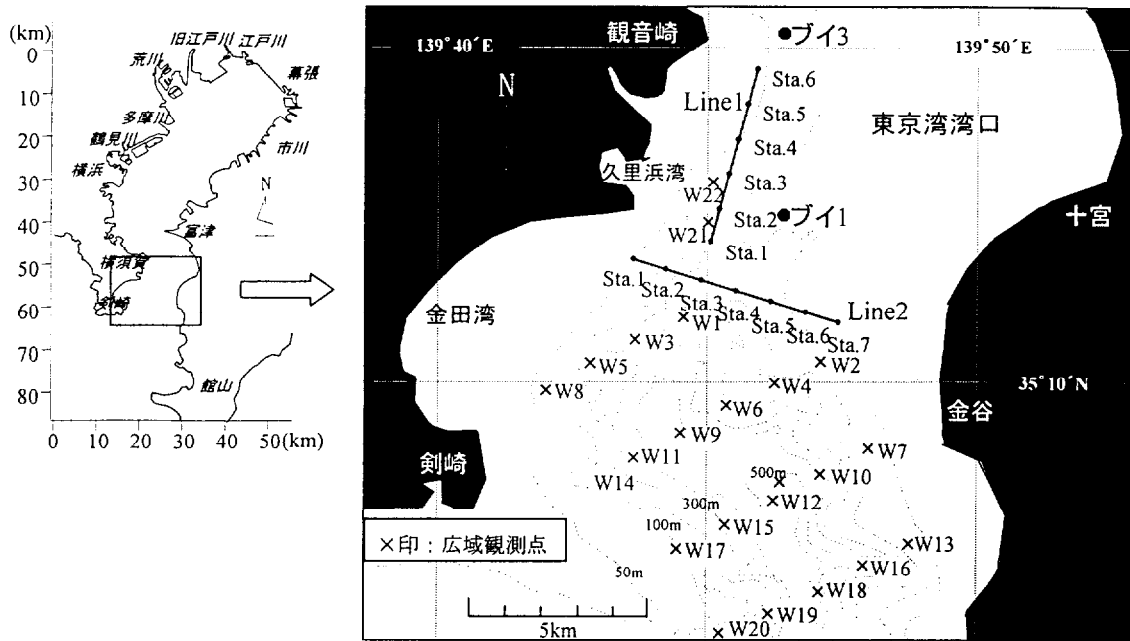 (km)
0
10
20
30
40
50
60
70
80
0 10 20 30 40 50(km)
旧江戸川
江戸川
荒川
幕張
多摩川
鶴見川
市川
横浜
N
富津
横須賀
剣崎
館山
139°40´E
観音崎
ブイ3
139°50´E
N
Sta.6
Line1
Sta.5
東京湾湾口
Sta.4
久里浜湾
Sta.3
W22
Sta.2
ブイ1
十宮
W21
Sta.1
Sta.1
Sta.2
Sta.3
Line2
Sta.4
金田湾
W1
Sta.5
Sta.6
W3
Sta.7
W5
W2
W4
35°10´N
W8
W6
金谷
W9
W7
剣崎
W11
W10
500m
W14
W12
300m
100m
W15
×印：広域観測点
W17
W13
W16
50m
W18
W19
5km
W20